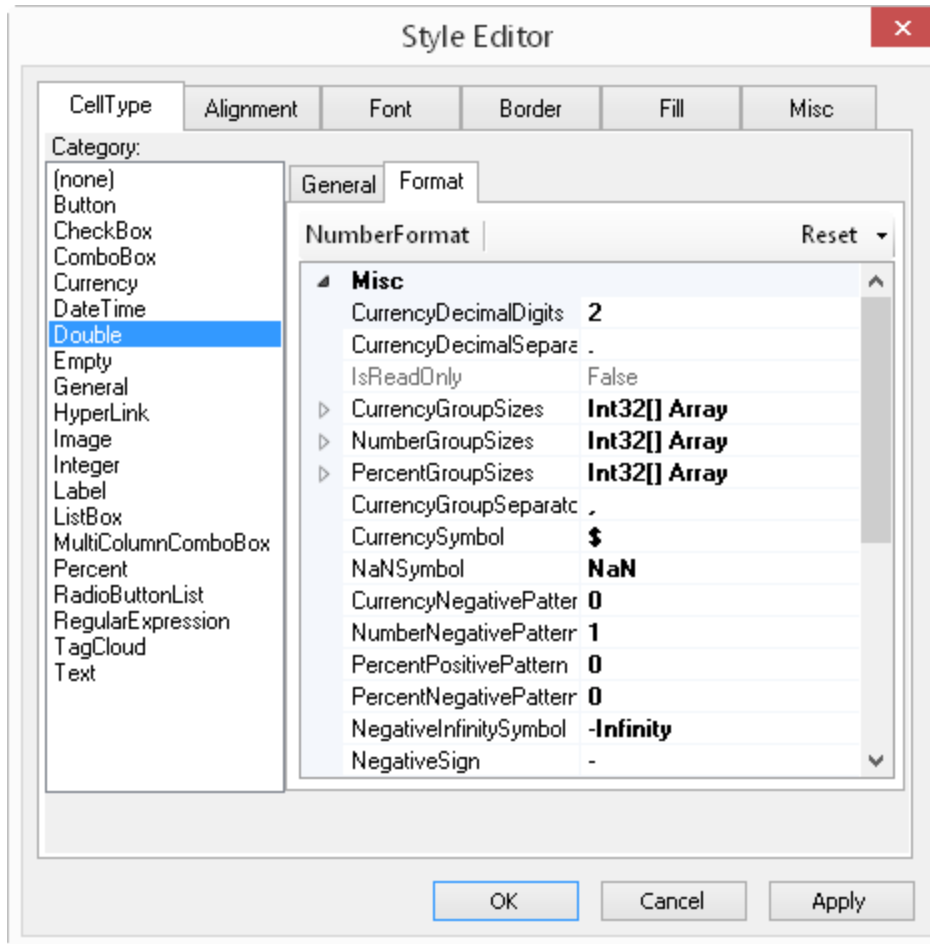 Style Editor
CellType Alignment Font Border Fill Misc
Category:
(none)
Button
CheckBox
ComboBox
Currency
DateTime
Double
Empty
General
HyperLink
Image
Integer
Label
ListBox
MultiColumnComboBox
Percent
RadioButtonList
RegularExpression
TagCloud
Text
General Format
NumberFormat Reset
Misc
CurrencyDecimalDigits 2
CurrencyDecimalSepara .
IsReadOnly False
CurrencyGroupSizes Int32[] Array
NumberGroupSizes Int32[] Array
PercentGroupSizes Int32[] Array
CurrencyGroupSeparatc ,
CurrencySymbol $
NaNSymbol NaN
CurrencyNegativePatter 0
NumberNegativePattern 1
PercentPositivePattern 0
PercentNegativePattern 0
NegativeInfinitySymbol -Infinity
NegativeSign -
OK Cancel Apply